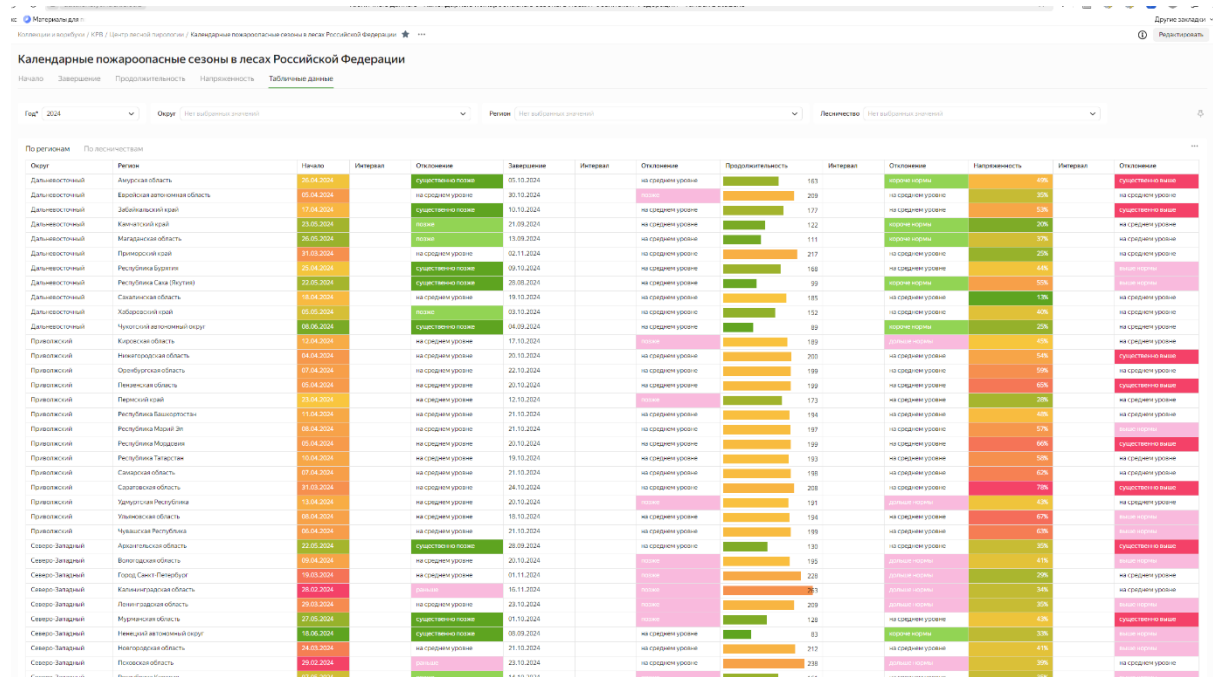 Материалы для
Другие закладки
Коллекции и воркбуки / КРВ / Центр лесной пирологии / Календарные пожароопасные сезоны в лесах Российской Федерации
Редактировать
Календарные пожароопасные сезоны в лесах Российской Федерации
Начало Завершение Продолжительность Напряженность Табличные данные
Год* 2024 Округ Нет выбранных значений Регион Нет выбранных значений Лесничество Нет выбранных значений
По регионам По лесничествам
Округ Регион Начало Интервал Отклонение Завершение Интервал Отклонение Продолжительность Интервал Отклонение Напряженность Интервал Отклонение
Дальневосточный Амурская область 26.04.2024 существенно позже 05.10.2024 на среднем уровне 163 короче нормы 49% существенно выше
Дальневосточный Еврейская автономная область 05.04.2024 на среднем уровне 30.10.2024 позже 209 на среднем уровне 35% на среднем уровне
Дальневосточный Забайкальский край 17.04.2024 существенно позже 10.10.2024 на среднем уровне 177 на среднем уровне 53% существенно выше
Дальневосточный Камчатский край 23.05.2024 позже 21.09.2024 на среднем уровне 122 короче нормы 20% на среднем уровне
Дальневосточный Магаданская область 26.05.2024 позже 13.09.2024 на среднем уровне 111 короче нормы 37% на среднем уровне
Дальневосточный Приморский край 31.03.2024 на среднем уровне 02.11.2024 на среднем уровне 217 на среднем уровне 25% на среднем уровне
Дальневосточный Республика Бурятия 25.04.2024 существенно позже 09.10.2024 на среднем уровне 168 на среднем уровне 44% выше нормы
Дальневосточный Республика Саха (Якутия) 22.05.2024 существенно позже 28.08.2024 на среднем уровне 99 короче нормы 55% выше нормы
Дальневосточный Сахалинская область 18.04.2024 на среднем уровне 19.10.2024 на среднем уровне 185 на среднем уровне 13% на среднем уровне
Дальневосточный Хабаровский край 05.05.2024 позже 03.10.2024 на среднем уровне 152 на среднем уровне 40% на среднем уровне
Дальневосточный Чукотский автономный округ 08.06.2024 существенно позже 04.09.2024 на среднем уровне 89 короче нормы 25% на среднем уровне
Приволжский Кировская область 12.04.2024 на среднем уровне 17.10.2024 позже 189 дольше нормы 45% на среднем уровне
Приволжский Нижегородская область 04.04.2024 на среднем уровне 20.10.2024 на среднем уровне 200 на среднем уровне 54% существенно выше
Приволжский Оренбургская область 07.04.2024 на среднем уровне 22.10.2024 на среднем уровне 199 на среднем уровне 59% на среднем уровне
Приволжский Пензенская область 05.04.2024 на среднем уровне 20.10.2024 на среднем уровне 199 на среднем уровне 65% существенно выше
Приволжский Пермский край 23.04.2024 на среднем уровне 12.10.2024 позже 173 на среднем уровне 28% на среднем уровне
Приволжский Республика Башкортостан 11.04.2024 на среднем уровне 21.10.2024 на среднем уровне 194 на среднем уровне 48% на среднем уровне
Приволжский Республика Марий Эл 08.04.2024 на среднем уровне 21.10.2024 на среднем уровне 197 на среднем уровне 57% выше нормы
Приволжский Республика Мордовия 05.04.2024 на среднем уровне 20.10.2024 на среднем уровне 199 на среднем уровне 66% существенно выше
Приволжский Республика Татарстан 10.04.2024 на среднем уровне 19.10.2024 на среднем уровне 193 на среднем уровне 58% на среднем уровне
Приволжский Самарская область 07.04.2024 на среднем уровне 21.10.2024 на среднем уровне 198 на среднем уровне 62% на среднем уровне
Приволжский Саратовская область 31.03.2024 на среднем уровне 24.10.2024 на среднем уровне 208 на среднем уровне 78% существенно выше
Приволжский Удмуртская Республика 13.04.2024 на среднем уровне 20.10.2024 позже 191 дольше нормы 43% на среднем уровне
Приволжский Ульяновская область 08.04.2024 на среднем уровне 18.10.2024 на среднем уровне 194 на среднем уровне 67% выше нормы
Приволжский Чувашская Республика 06.04.2024 на среднем уровне 21.10.2024 на среднем уровне 199 на среднем уровне 63% выше нормы
Северо-Западный Архангельская область 22.05.2024 существенно позже 28.09.2024 на среднем уровне 130 на среднем уровне 35% существенно выше
Северо-Западный Вологодская область 09.04.2024 на среднем уровне 20.10.2024 позже 195 дольше нормы 41% выше нормы
Северо-Западный Город Санкт-Петербург 19.03.2024 на среднем уровне 01.11.2024 позже 228 дольше нормы 29% на среднем уровне
Северо-Западный Калининградская область 28.02.2024 раньше 16.11.2024 позже 263 дольше нормы 34% на среднем уровне
Северо-Западный Ленинградская область 29.03.2024 на среднем уровне 23.10.2024 позже 209 дольше нормы 35% выше нормы
Северо-Западный Мурманская область 27.05.2024 существенно позже 01.10.2024 позже 128 на среднем уровне 43% существенно выше
Северо-Западный Ненецкий автономный округ 18.06.2024 существенно позже 08.09.2024 на среднем уровне 83 короче нормы 33% выше нормы
Северо-Западный Новгородская область 24.03.2024 на среднем уровне 21.10.2024 на среднем уровне 212 на среднем уровне 41% на среднем уровне
Северо-Западный Псковская область 29.02.2024 раньше 23.10.2024 на среднем уровне 238 дольше нормы 39% на среднем уровне